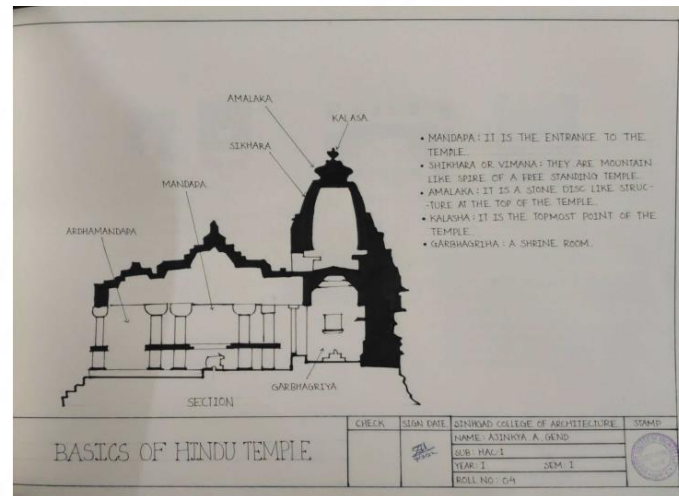 AMALAKA
KALASA
SIKHARA
MANDAPA
ARDHAMANDAPA
GARBHAGRIYA
SECTION
• MANDAPA : IT IS THE ENTRANCE TO THE
TEMPLE.
• SHIKHARA OR VIMANA : THEY ARE MOUNTAIN
LIKE SPIRE OF A FREE STANDING TEMPLE.
• AMALAKA : IT IS A STONE DISC LIKE STRUC-
-TURE AT THE TOP OF THE TEMPLE.
• KALASHA : IT IS THE TOPMOST POINT OF THE
TEMPLE.
• GARBHAGRIHA : A SHRINE ROOM.
BASICS OF HINDU TEMPLE
CHECK
SIGN DATE
SINHGAD COLLEGE OF ARCHITECTURE
STAMP
NAME : AJINKYA A. GEND
SUB : HAC-1
YEAR : I SEM : I
ROLL NO : 04